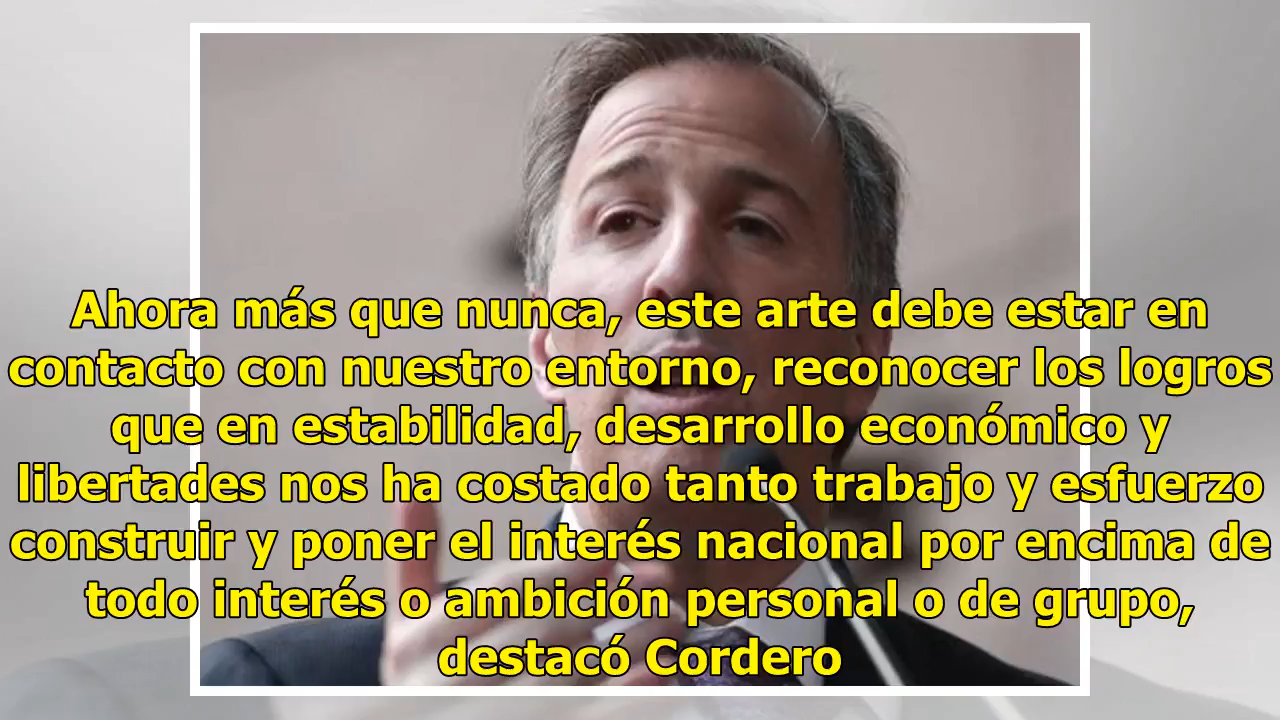 Ahora más que nunca, este arte debe estar en
contacto con nuestro entorno, reconocer los logros
que en estabilidad, desarrollo económico y
libertades nos ha costado tanto trabajo y esfuerzo
construir y poner el interés nacional por encima de
todo interés o ambición personal o de grupo,
destacó Cordero